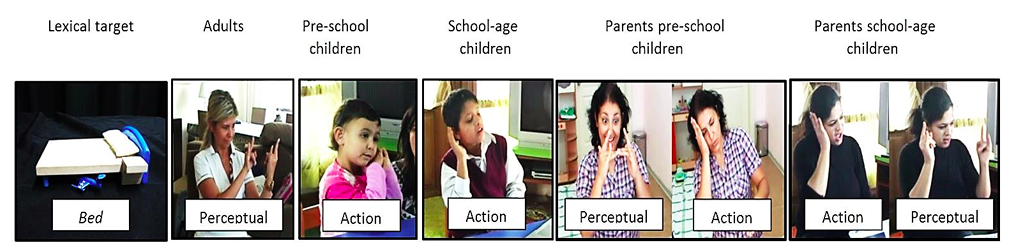 Lexical target
Adults
Pre-school
children
School-age
children
Parents pre-school
children
Parents school-age
children
Bed
Perceptual
Action
Action
Perceptual
Action
Action
Perceptual